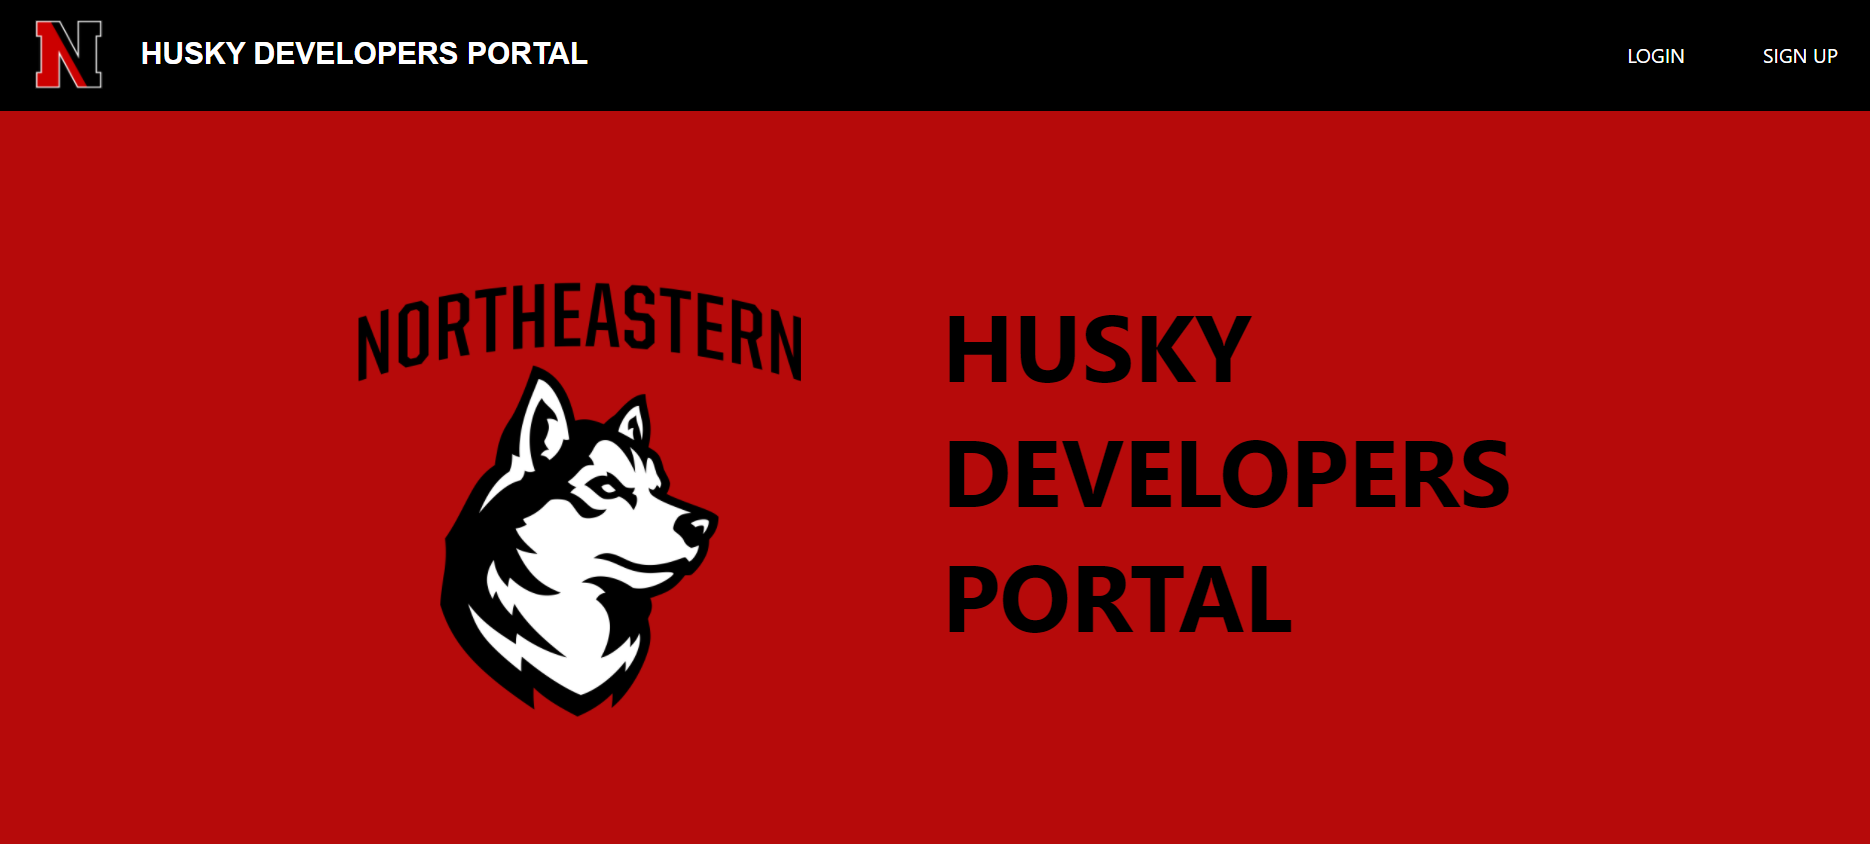 N
HUSKY DEVELOPERS PORTAL
LOGIN
SIGN UP
NORTHEASTERN
HUSKY
DEVELOPERS
PORTAL